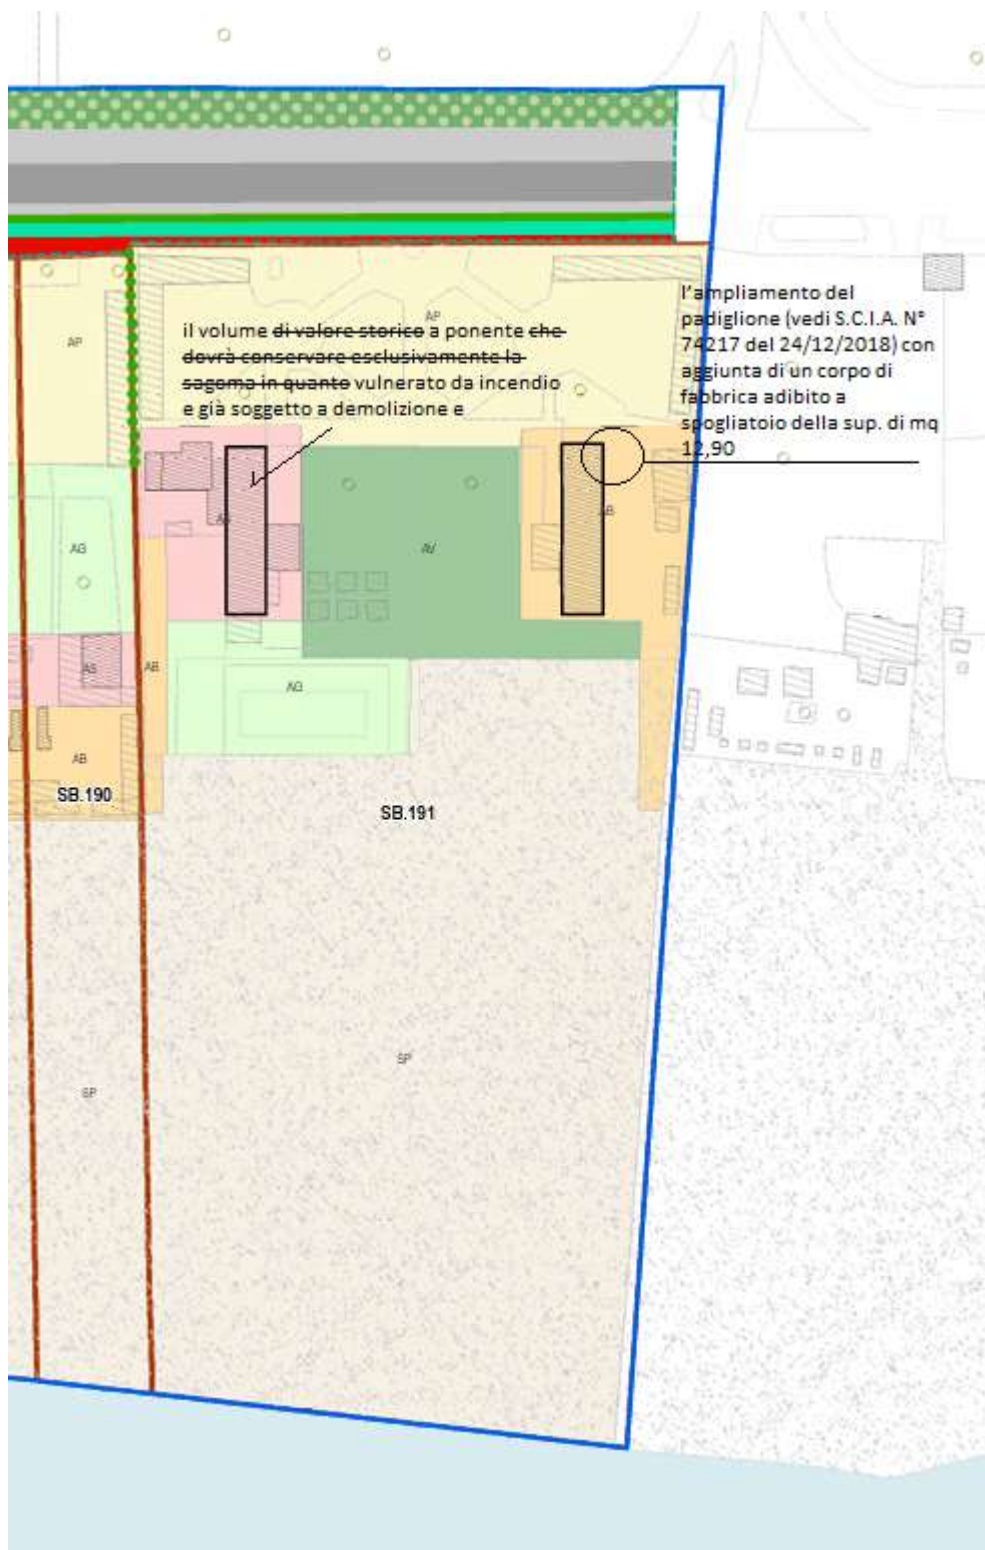 AP
AP
il volume di valore storico a ponente che
dovrà conservare esclusivamente la
sagoma in quanto vulnerato da incendio
e già soggetto a demolizione e
l'ampliamento del
padiglione (vedi S.C.I.A. N°
74217 del 24/12/2018) con
aggiunta di un corpo di
fabbrica adibito a
spogliatoio della sup. di mq
12,90
AS
AB
AG
AV
AS
AB
AG
AB
SB.190
SB.191
SP
SP